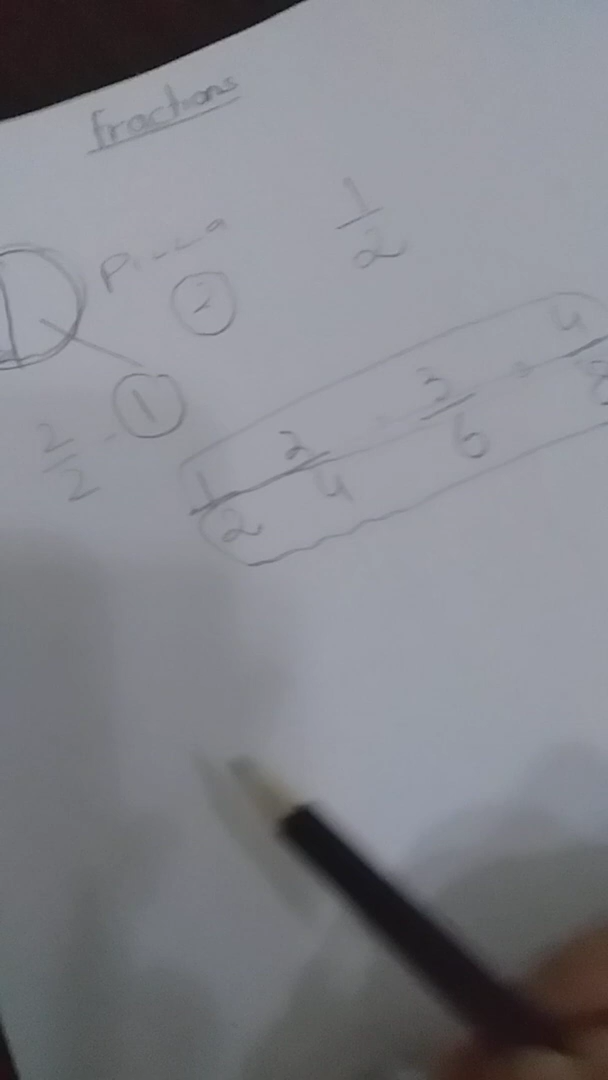 Fractions
Pizza
1/2
2
2/2 - 1
1/2 2/4 - 3/6 - 4/8